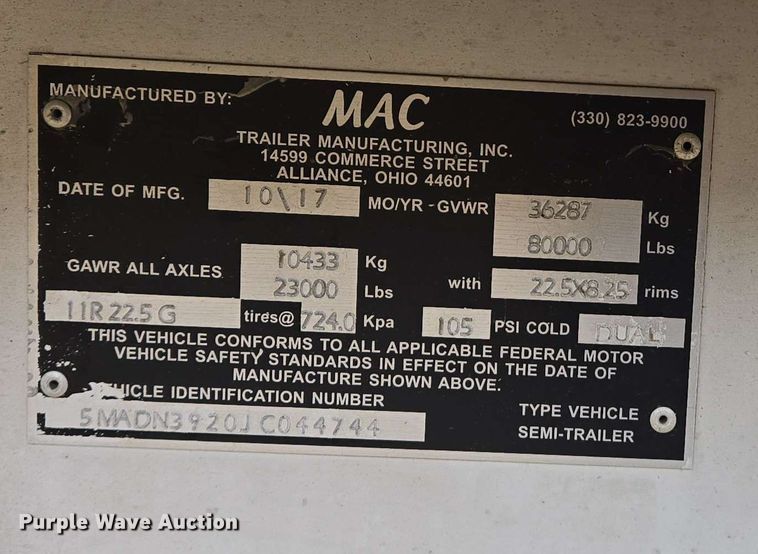 MANUFACTURED BY: MAC (330) 823-9900
TRAILER MANUFACTURING, INC.
14599 COMMERCE STREET
ALLIANCE, OHIO 44601
DATE OF MFG. 10\17 MO/YR - GVWR 36287 Kg
80000 Lbs
GAWR ALL AXLES 10433 Kg
23000 Lbs with 22.5X8.25 rims
11R 22.5 G tires@ 724.0 Kpa 105 PSI COLD DUAL
THIS VEHICLE CONFORMS TO ALL APPLICABLE FEDERAL MOTOR
VEHICLE SAFETY STANDARDS IN EFFECT ON THE DATE OF
MANUFACTURE SHOWN ABOVE.
VEHICLE IDENTIFICATION NUMBER
5MADN3920JC044744
TYPE VEHICLE
SEMI-TRAILER
Purple Wave Auction